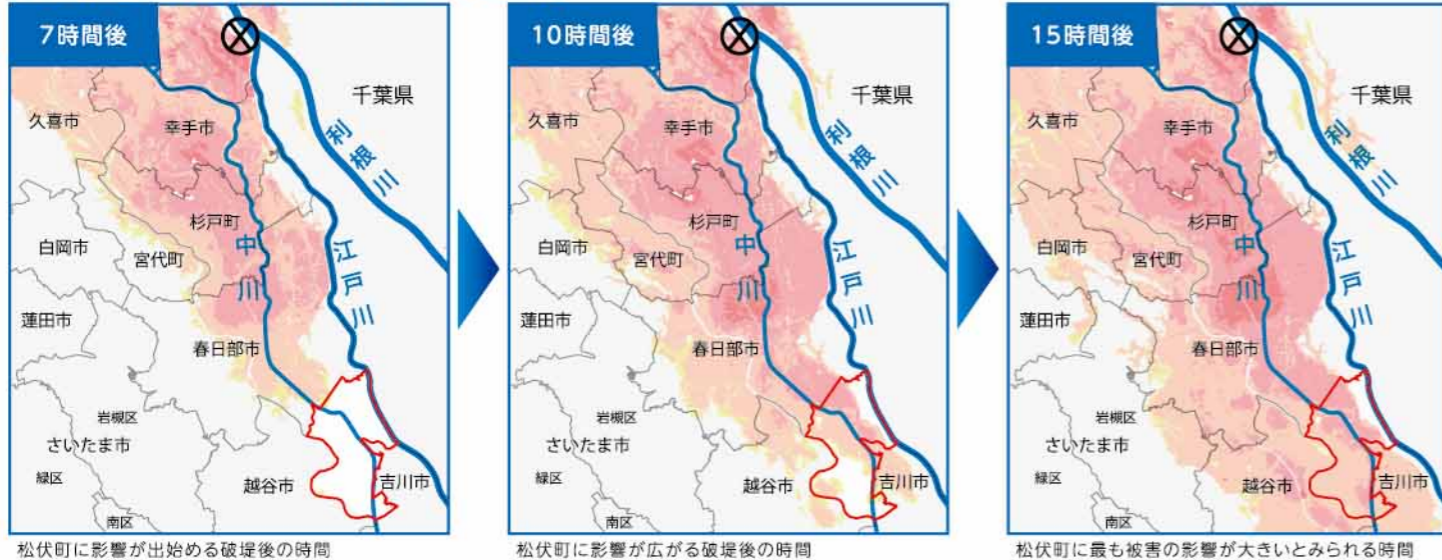 7時間後
千葉県
久喜市
幸手市
利根川
杉戸町
中川
白岡市
宮代町
江戸川
蓮田市
春日部市
岩槻区
さいたま市
緑区
越谷市
吉川市
南区
松伏町に影響が出始める破堤後の時間
10時間後
千葉県
久喜市
幸手市
利根川
杉戸町
中川
白岡市
宮代町
江戸川
蓮田市
春日部市
岩槻区
さいたま市
緑区
越谷市
吉川市
南区
松伏町に影響が広がる破堤後の時間
15時間後
千葉県
久喜市
幸手市
利根川
杉戸町
中川
白岡市
宮代町
江戸川
蓮田市
春日部市
岩槻区
さいたま市
緑区
越谷市
吉川市
南区
松伏町に最も被害の影響が大きいとみられる時間